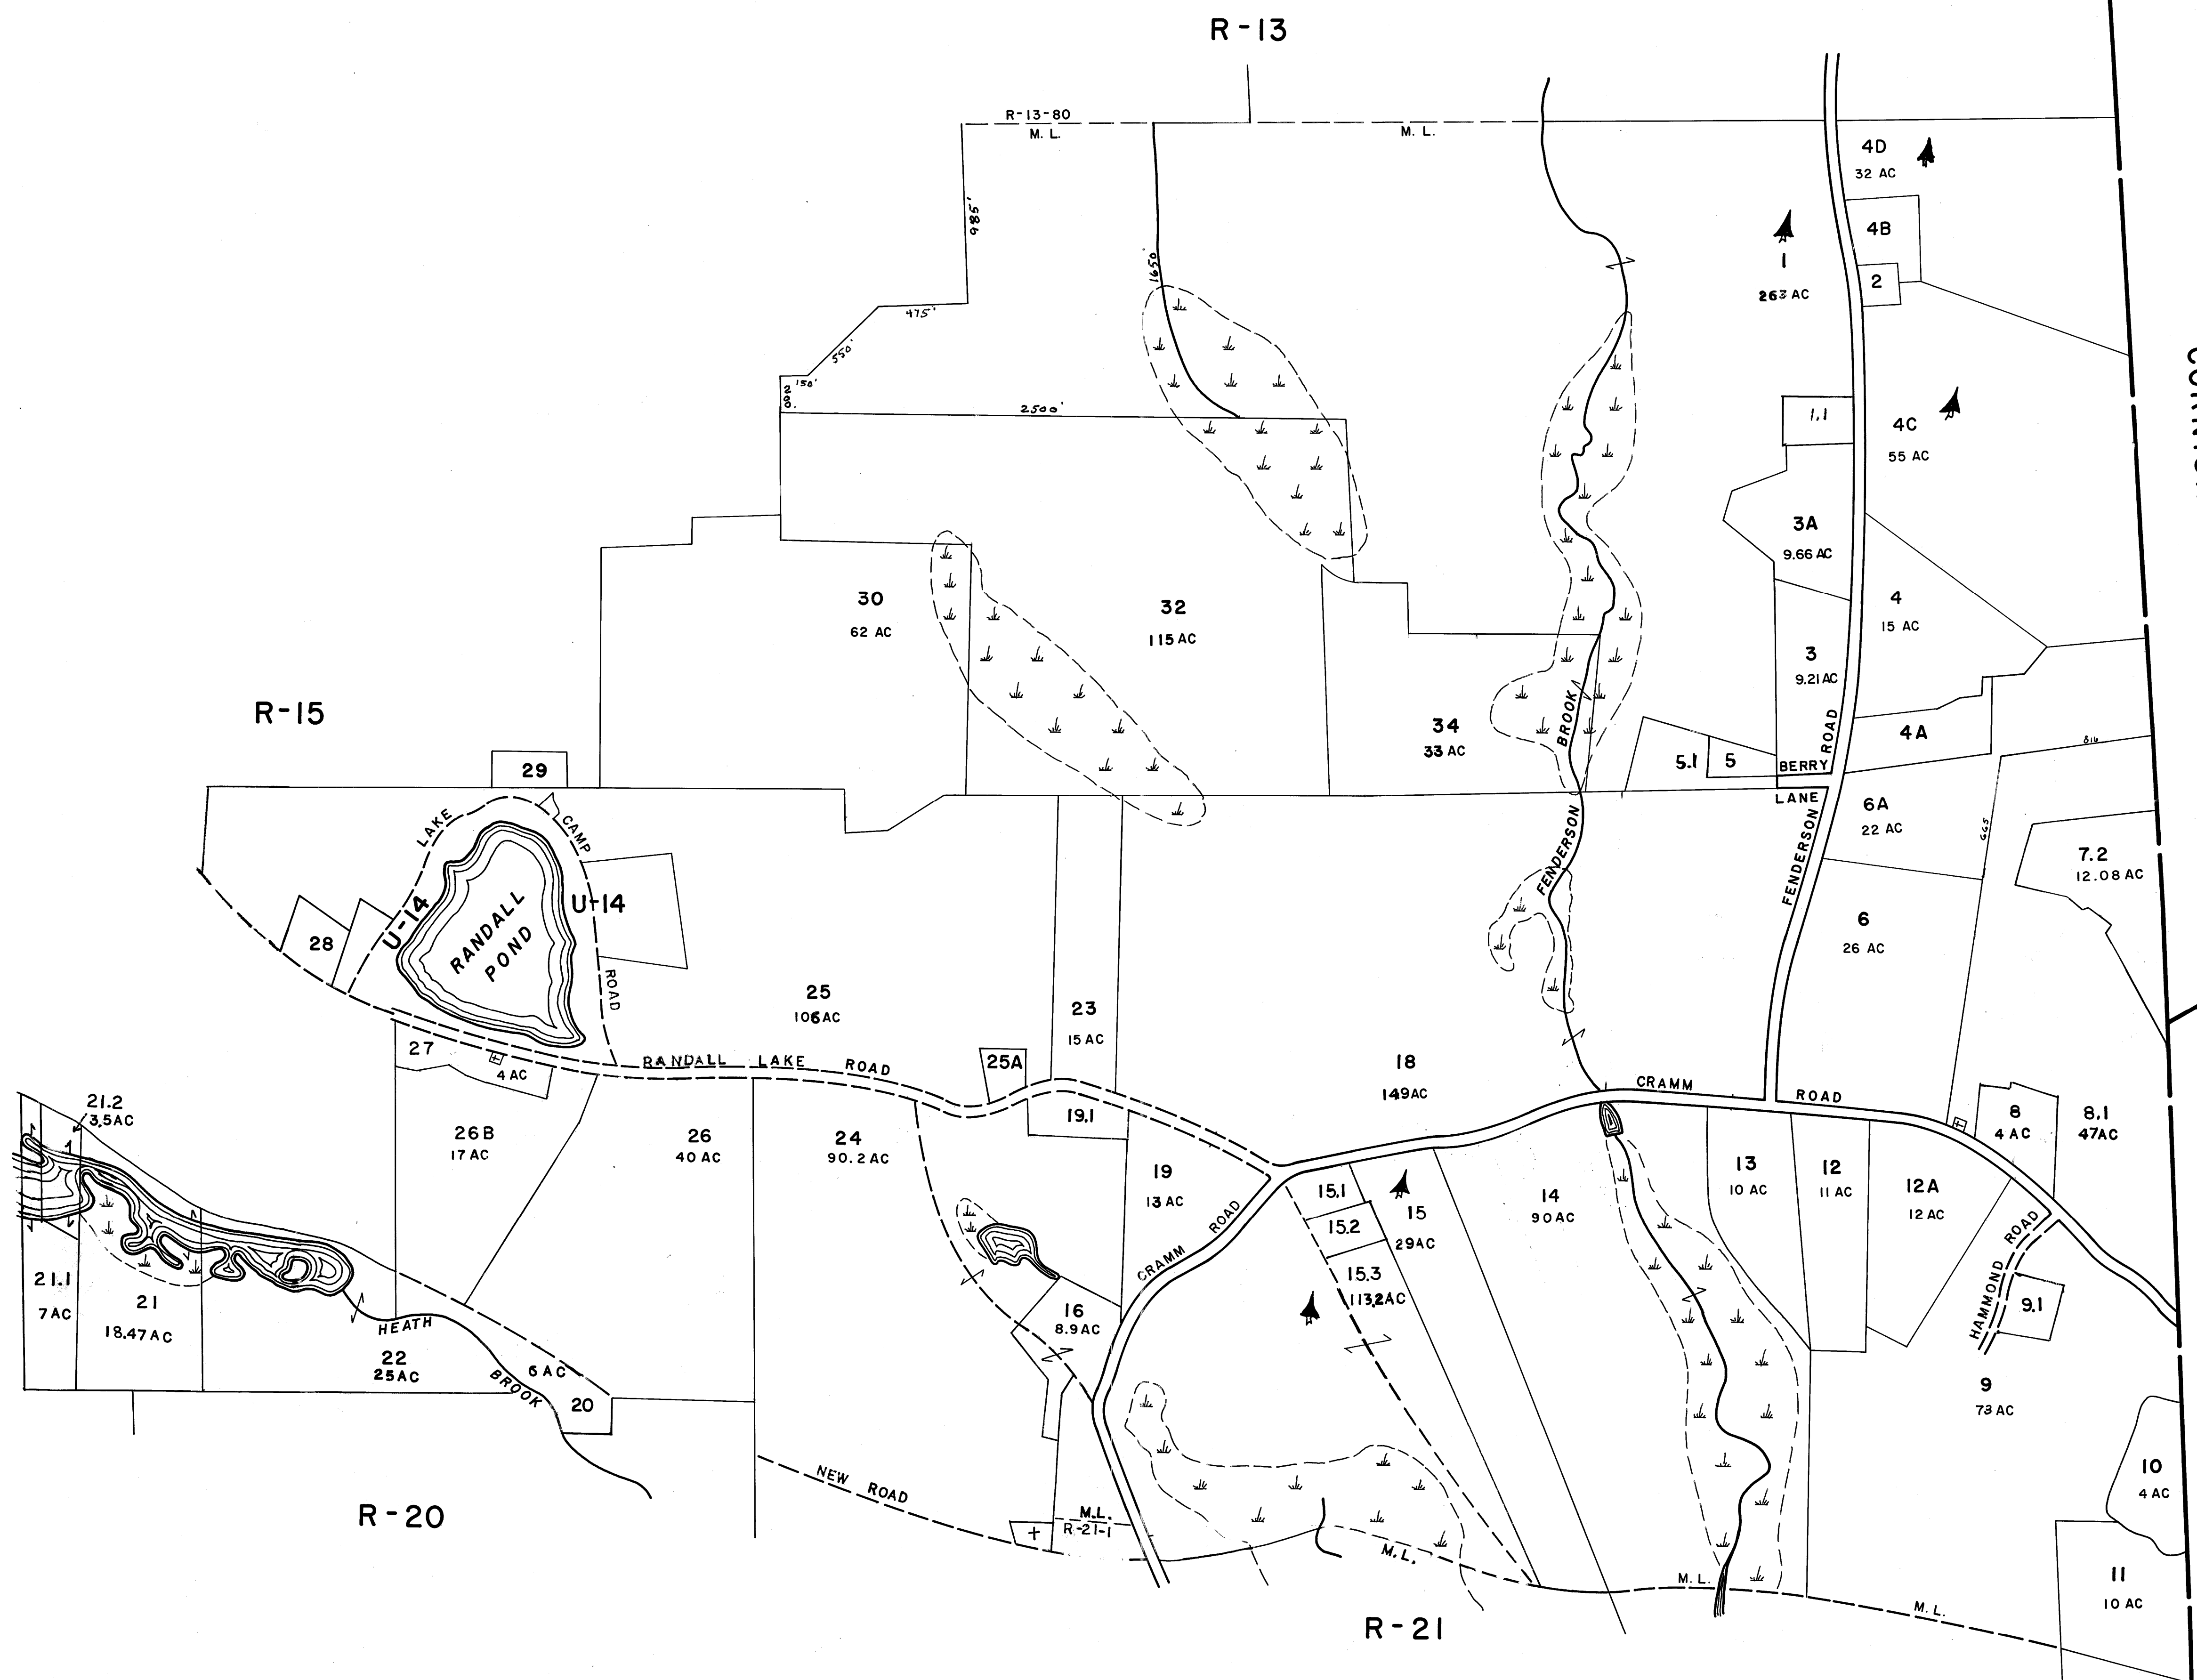 R-13
R-13-80
M. L.
M. L.
985'
475'
550'
150'
200.
2500'
1650'
4D
32 AC
4B
2
1
263 AC
1.1
4C
55 AC
3A
9.66 AC
4
15 AC
3
9.21 AC
4A
30
62 AC
32
115 AC
34
33 AC
BROOK
FENDERSON
5.1
5
BERRY
LANE
ROAD
FENDERSON
816
665
6A
22 AC
7.2
12.08 AC
6
26 AC
R-15
29
LAKE
CAMP
ROAD
U-14
U-14
RANDALL
POND
28
27
4 AC
25
106 AC
23
15 AC
25A
RANDALL LAKE ROAD
18
149 AC
CRAMM ROAD
8
4 AC
8.1
47 AC
21.2
3.5 AC
26B
17 AC
26
40 AC
24
90.2 AC
19.1
19
13 AC
CRAMM ROAD
15.1
15.2
15
29 AC
15.3
113.2 AC
14
90 AC
13
10 AC
12
11 AC
12A
12 AC
HAMMOND ROAD
9.1
9
73 AC
21.1
7 AC
21
18.47 AC
22
25 AC
HEATH
BROOK
6 AC
20
16
8.9 AC
NEW ROAD
M.L.
R-21-1
M.L.
M.L.
M.L.
10
4 AC
11
10 AC
R-20
R-21